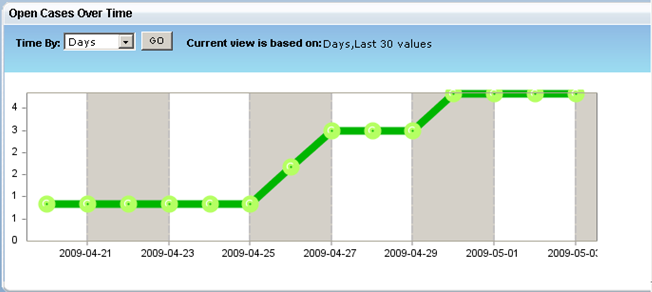 Open Cases Over Time
Time By: Days GO Current view is based on:Days,Last 30 values
4
3
2
2
1
1
0
2009-04-21 2009-04-23 2009-04-25 2009-04-27 2009-04-29 2009-05-01 2009-05-0